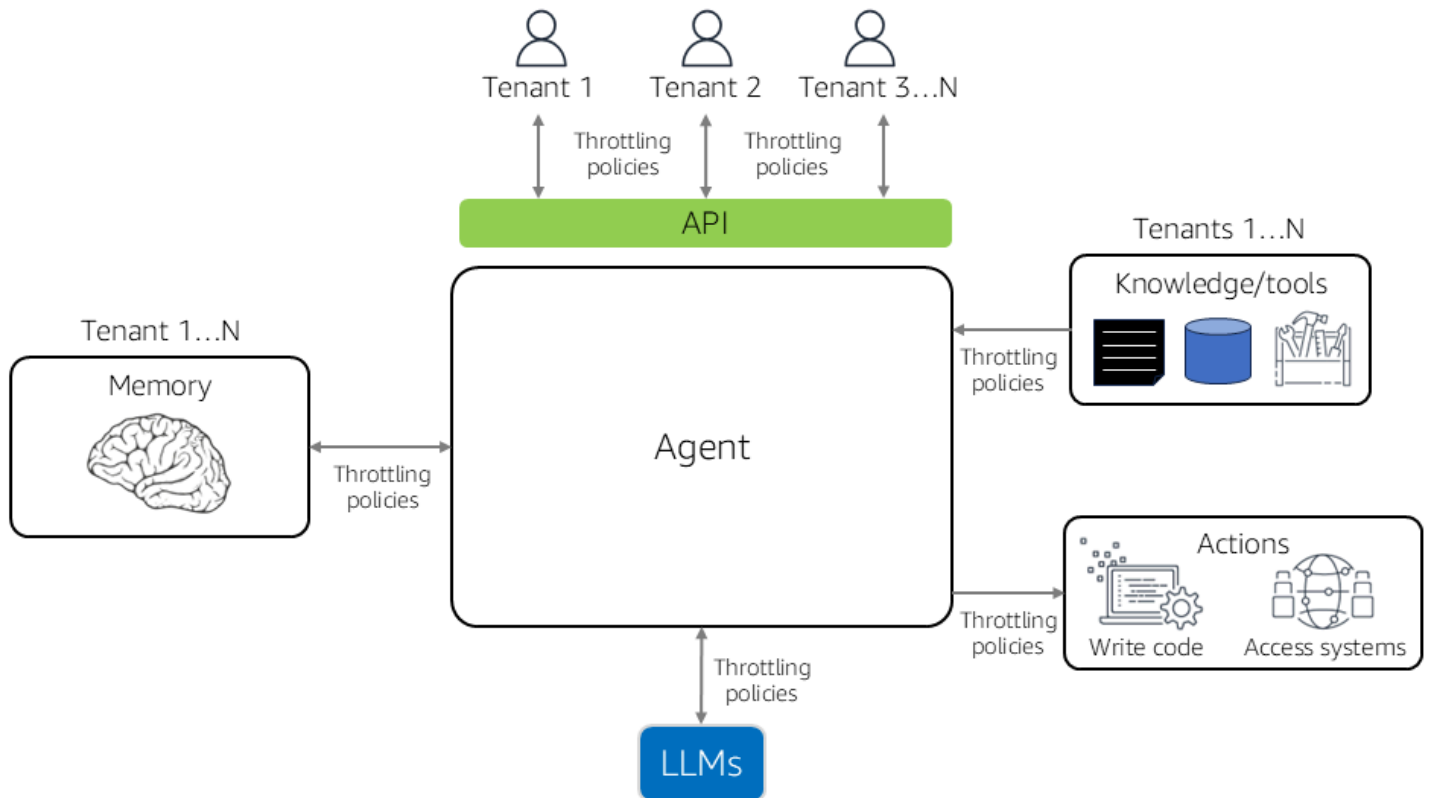 Tenant 1
Tenant 2
Tenant 3...N
Throttling
policies
Throttling
policies
API
Tenants 1...N
Knowledge/tools
Throttling
policies
Tenant 1...N
Memory
Throttling
policies
Agent
Actions
Write code
Access systems
Throttling
policies
Throttling
policies
LLMs